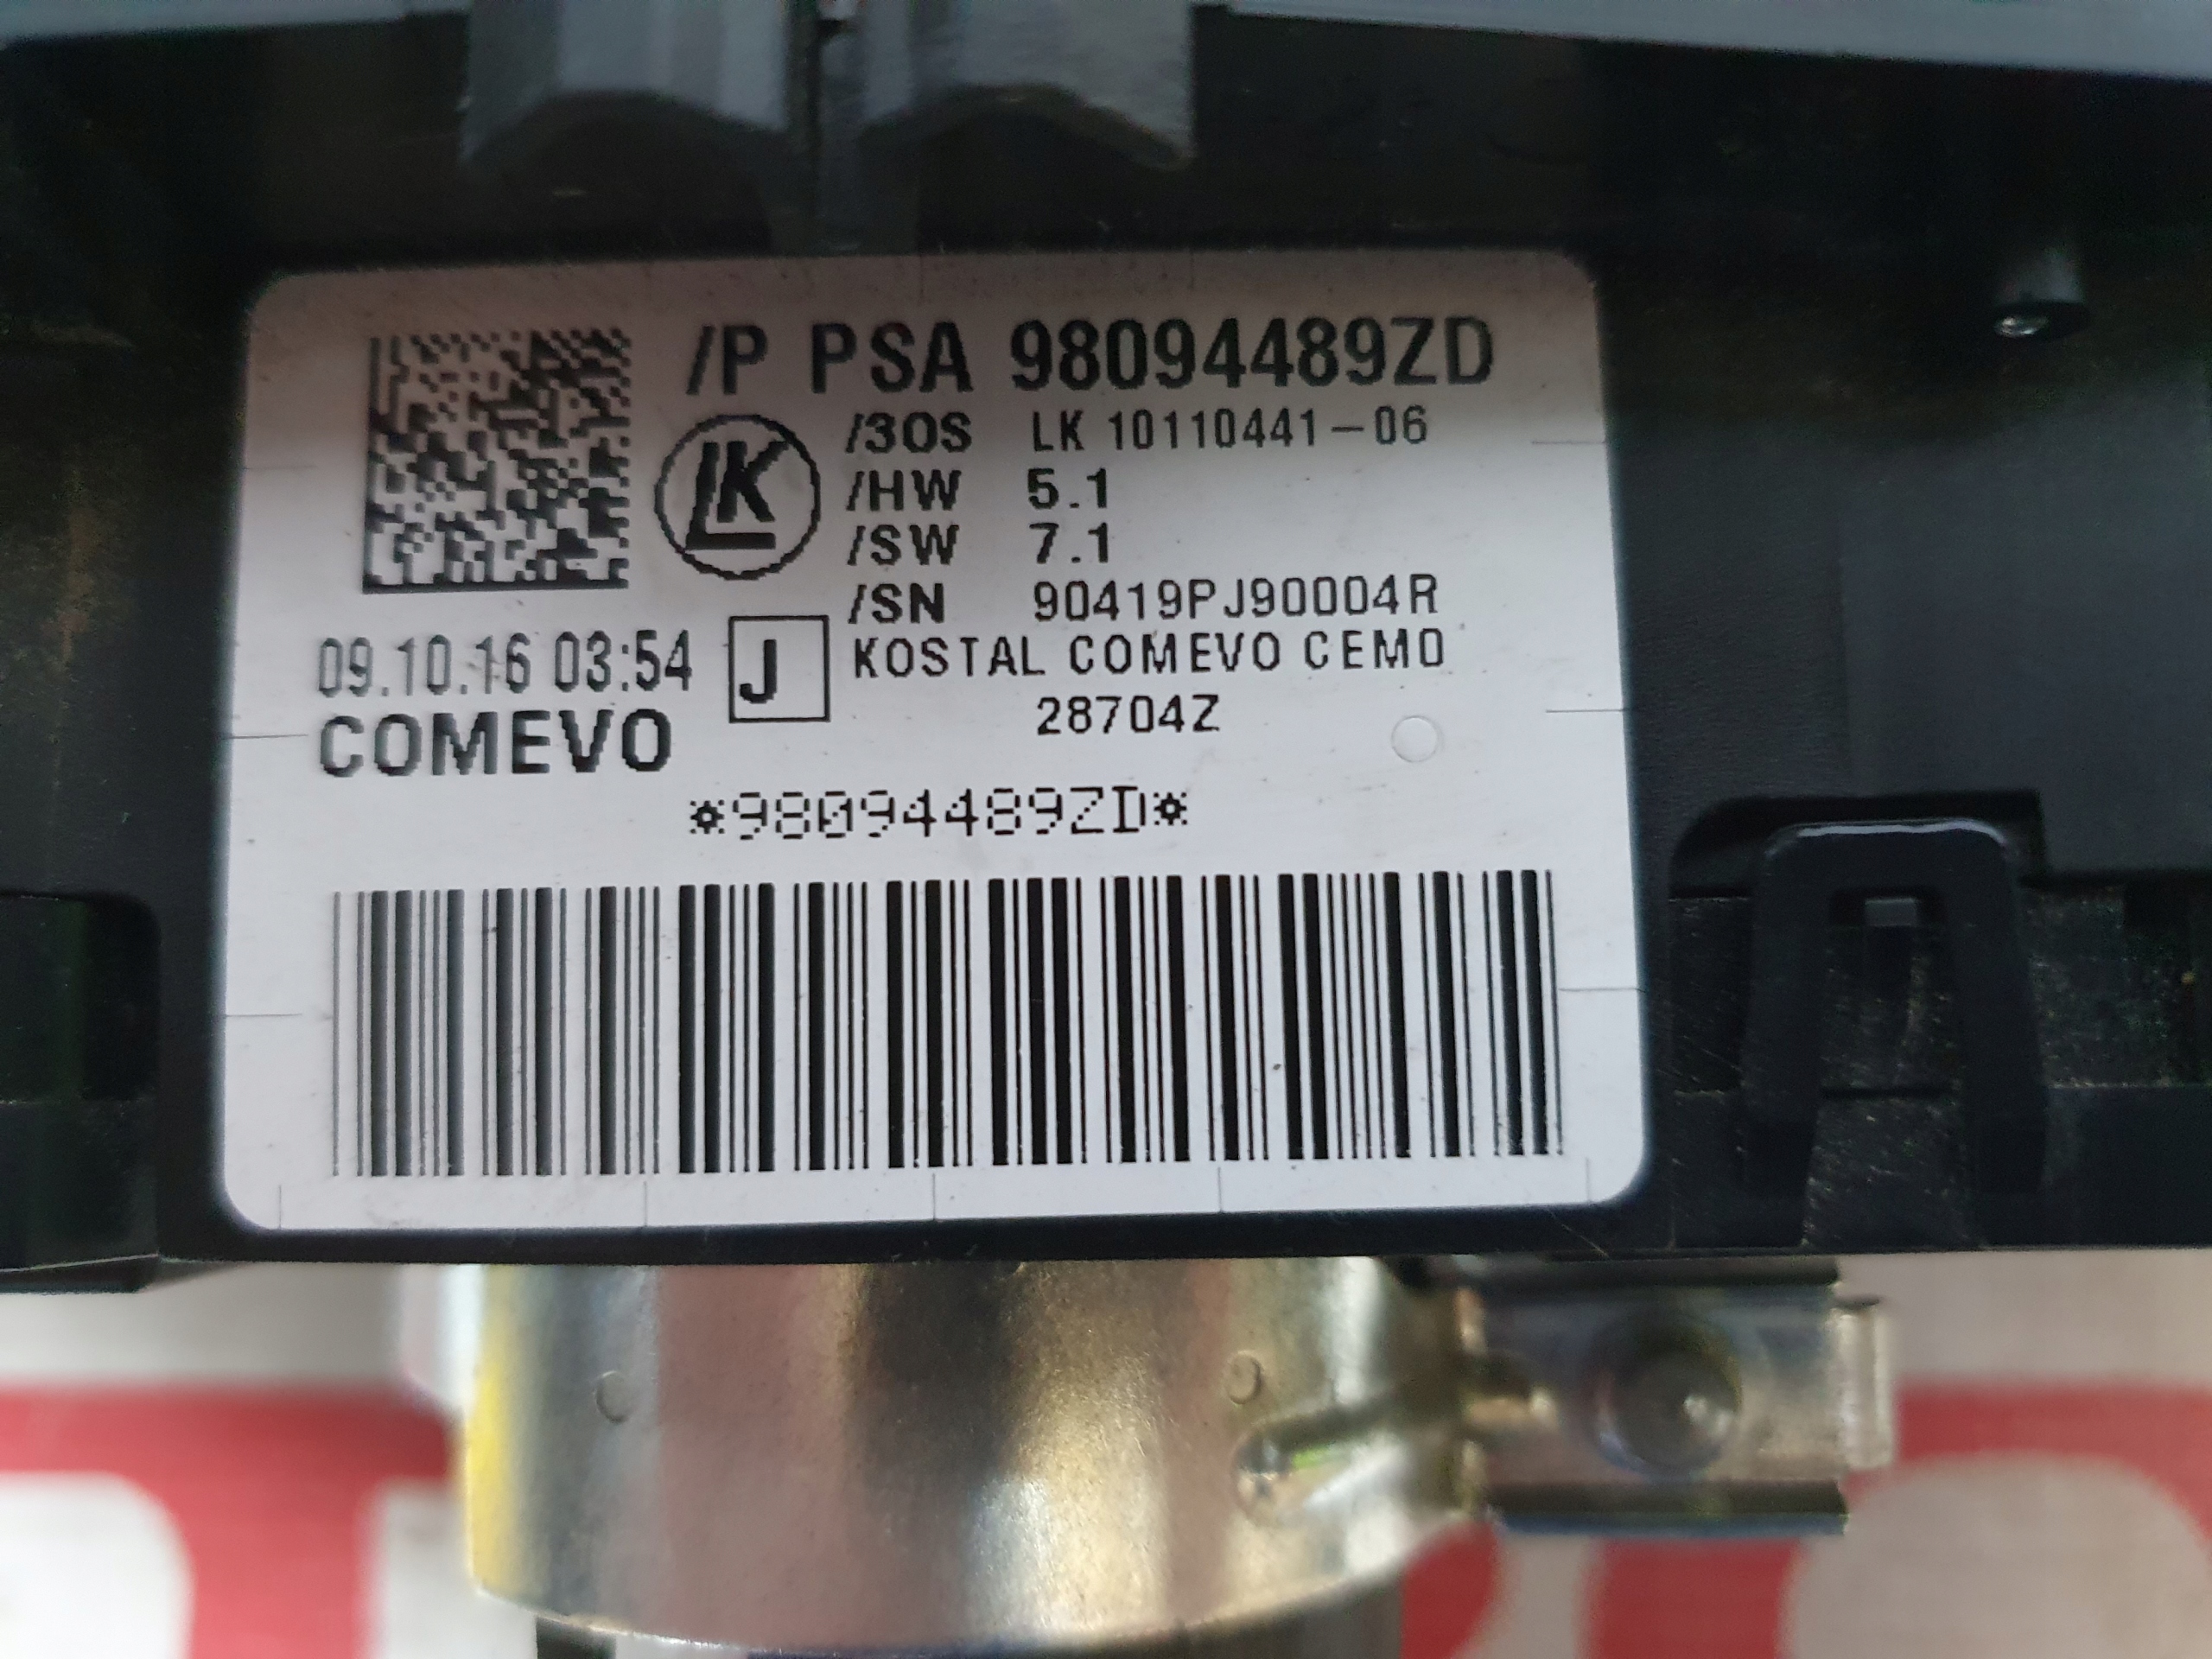 /P PSA 98094489ZD
LK
/30S LK 10110441-06
/HW 5.1
/SW 7.1
/SN 90419PJ90004R
09.10.16 03:54
J
KOSTAL COMEVO CEMO
COMEVO
28704Z
*98094489ZD*